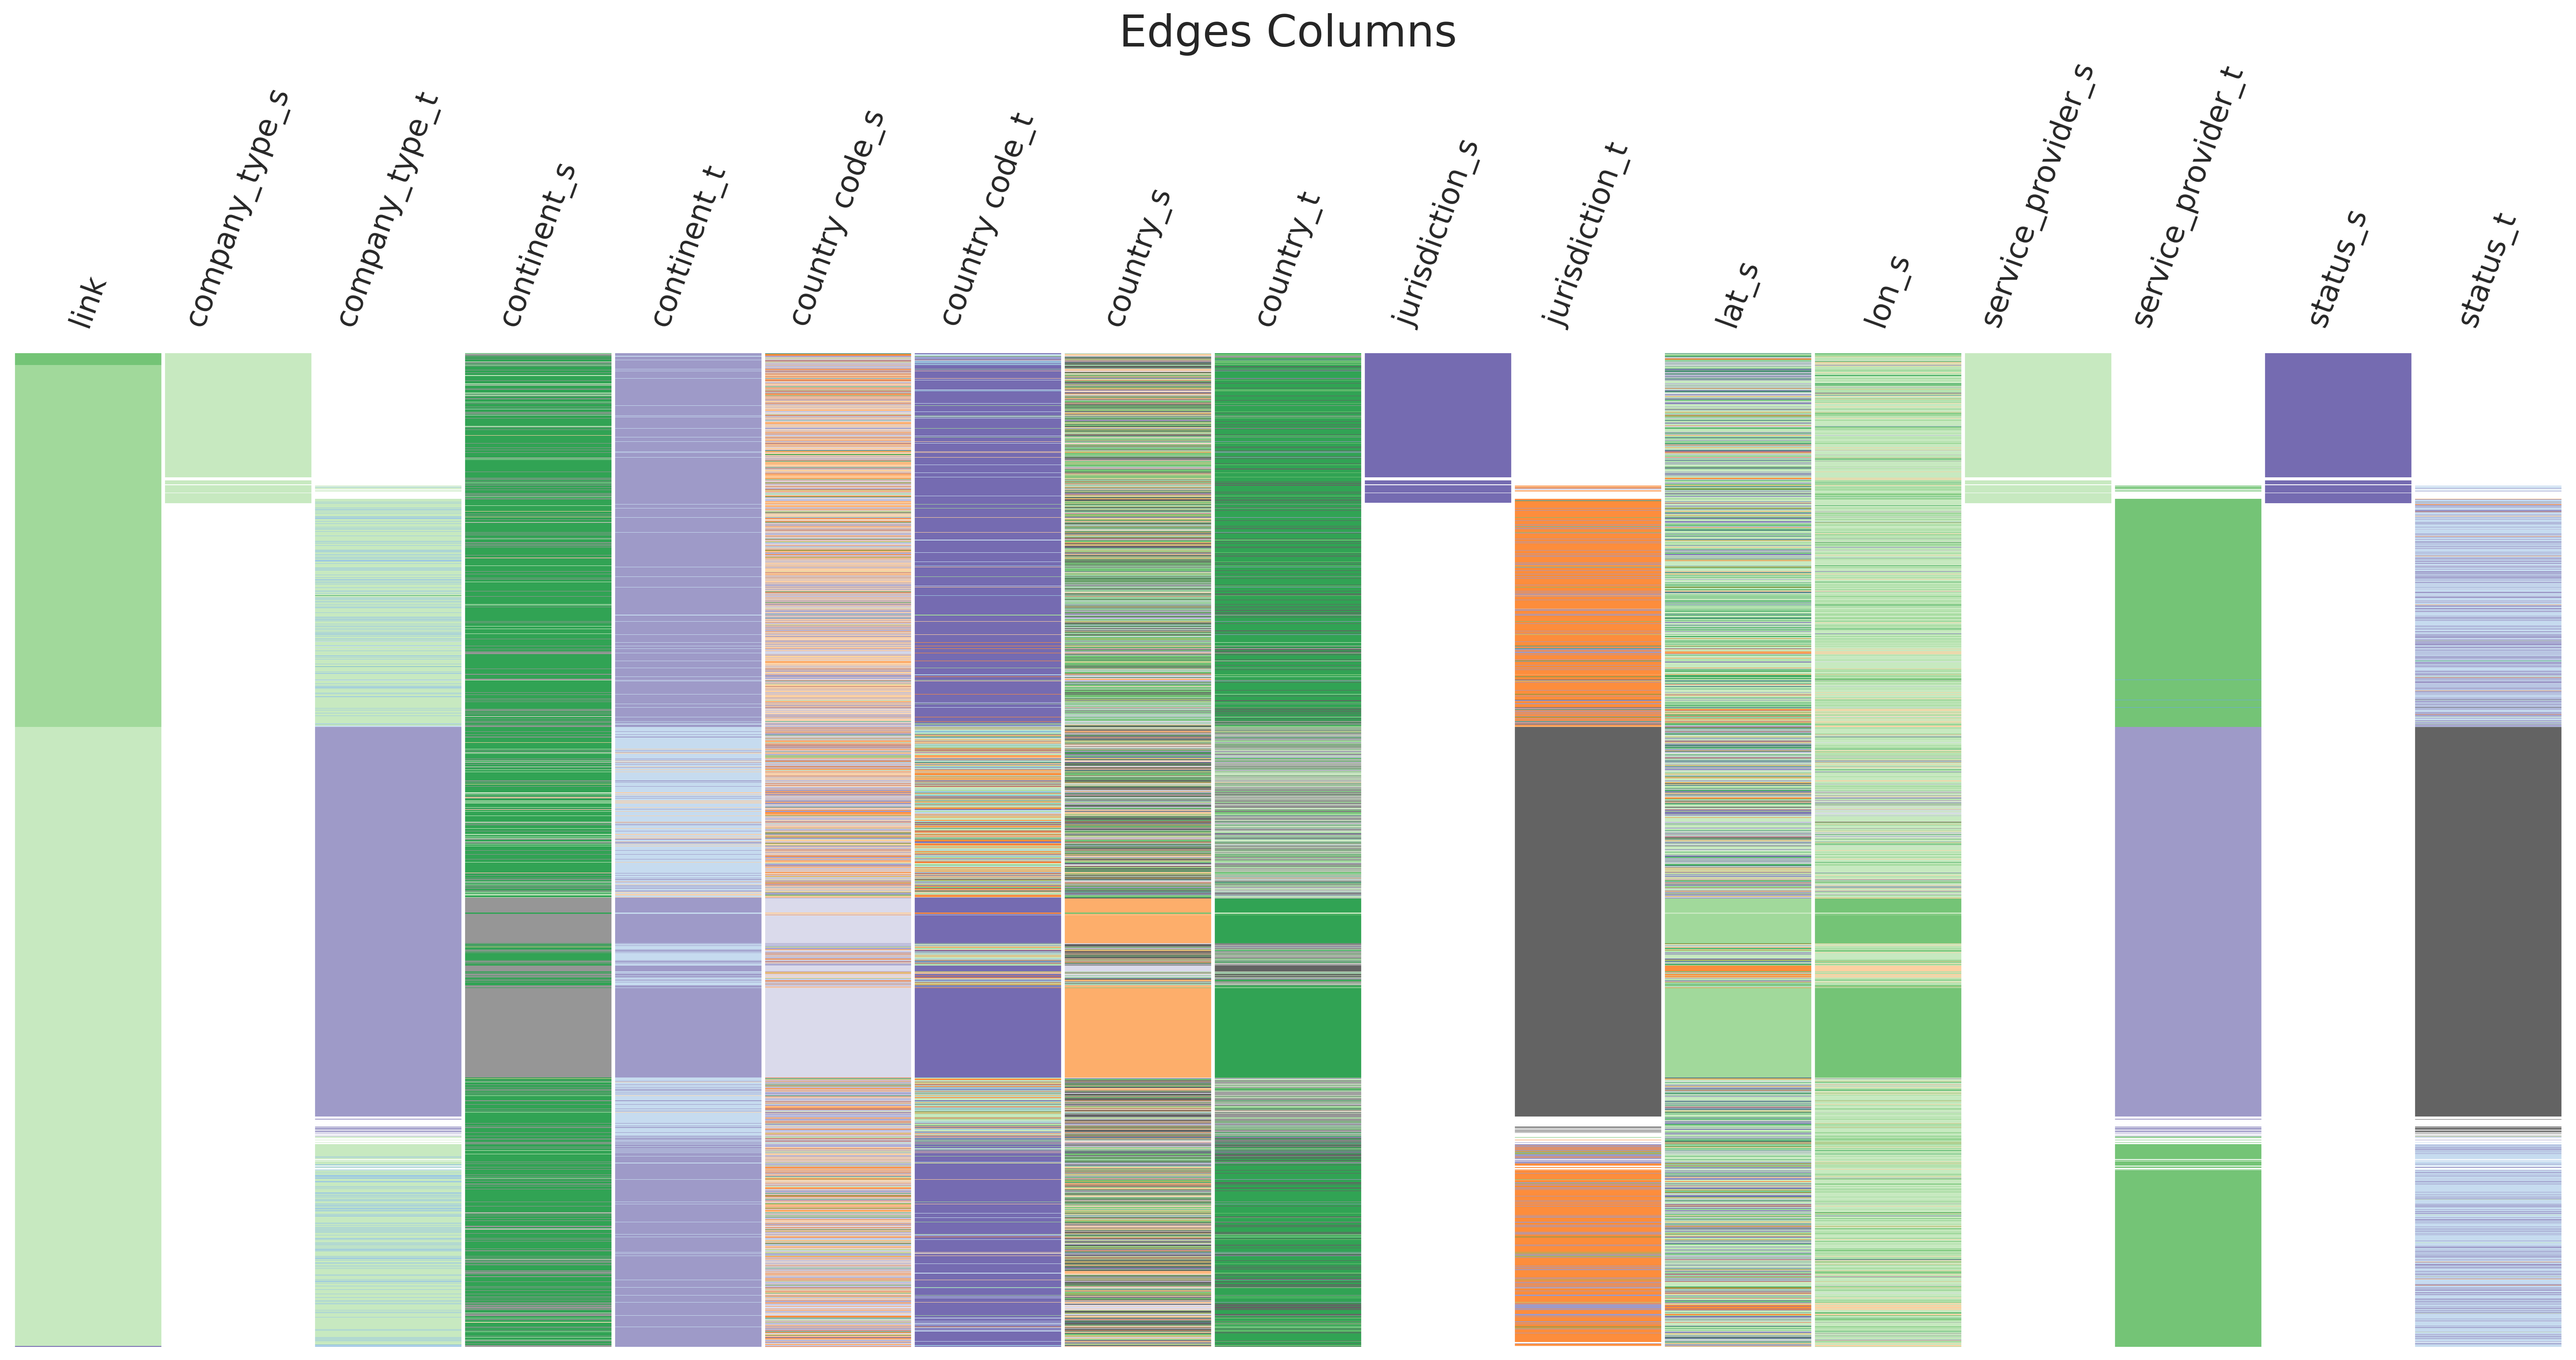 Edges Columns
link
company_type_s
company_type_t
continent_s
continent_t
country code_s
country code_t
country_s
country_t
jurisdiction_s
jurisdiction_t
lat_s
lon_s
service_provider_s
service_provider_t
status_s
status_t